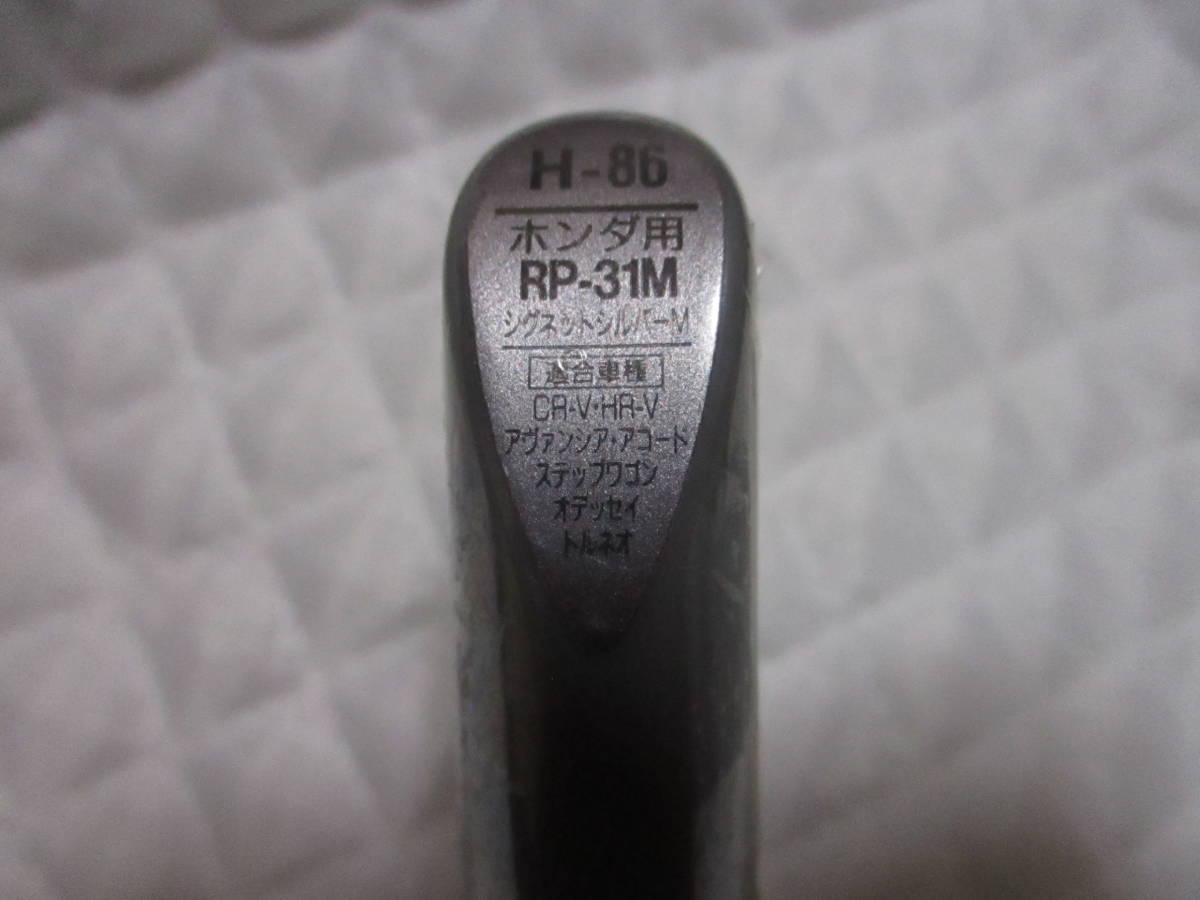 H-86
ホンダ用
RP-31M
シグネットシルバーM
適合車種
CR-V・HR-V
アヴァンシア・アコード
ステップワゴン
オデッセイ
トルネオ